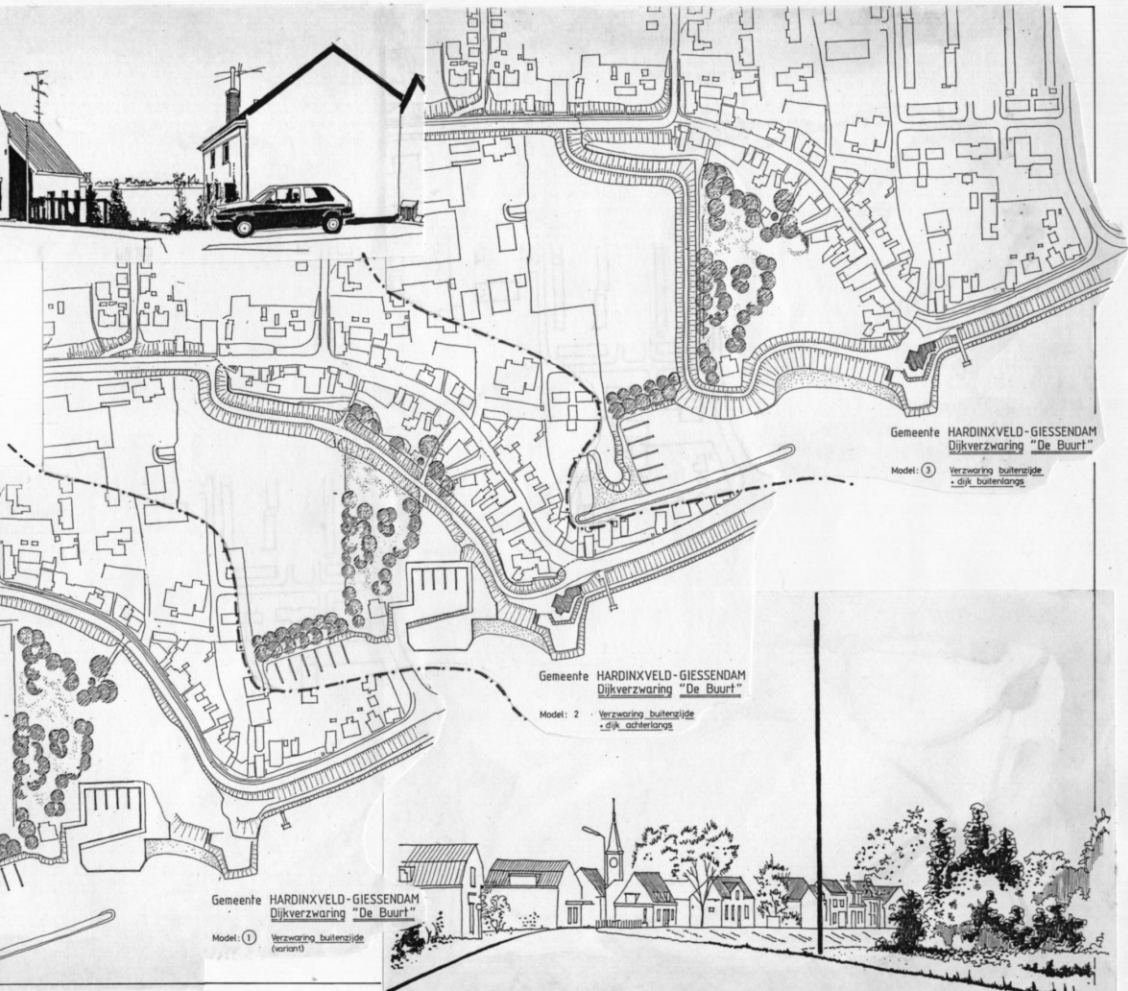 Gemeente HARDINXVELD-GIESSENDAM
Dijkverzwaring "De Buurt"
Model: 3 Verzwaring buitenzijde
+ dijk buitenlangs
Gemeente HARDINXVELD-GIESSENDAM
Dijkverzwaring "De Buurt"
Model: 2 Verzwaring buitenzijde
+ dijk achterlangs
Gemeente HARDINXVELD-GIESSENDAM
Dijkverzwaring "De Buurt"
Model: 1 Verzwaring buitenzijde
(variant)